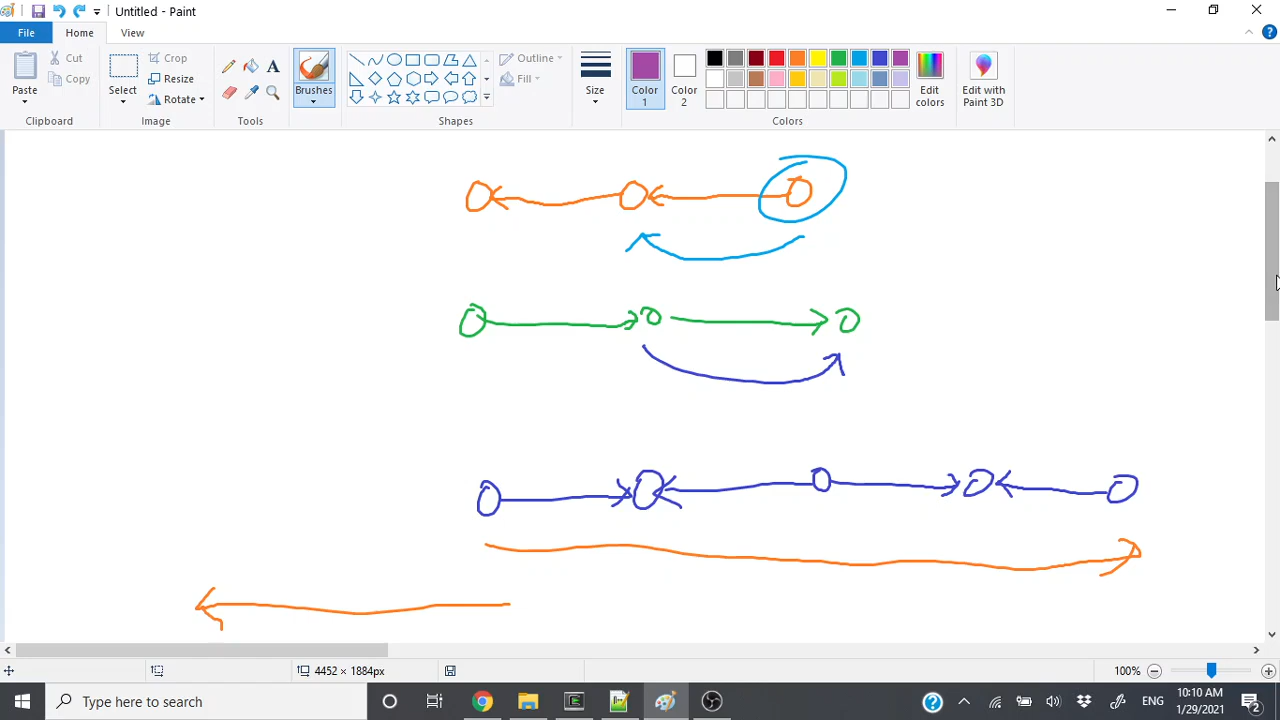 Untitled - Paint
File
Home
View
Paste
Cut
Copy
Clipboard
Select
Crop
Resize
Rotate
Image
A
Tools
Brushes
Outline
Fill
Shapes
Size
Color 1
Color 2
Edit colors
Colors
Edit with Paint 3D
4452 × 1884px
100%
Type here to search
ENG
10:10 AM
1/29/2021
2